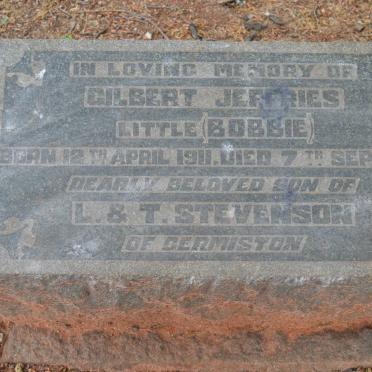 IN LOVING MEMORY OF
GILBERT JEFFRIES
LITTLE (BOBBIE)
BORN 12TH APRIL 1911. DIED 7TH SEP
DEARLY BELOVED SON OF
L. & T. STEVENSON
OF GERMISTON